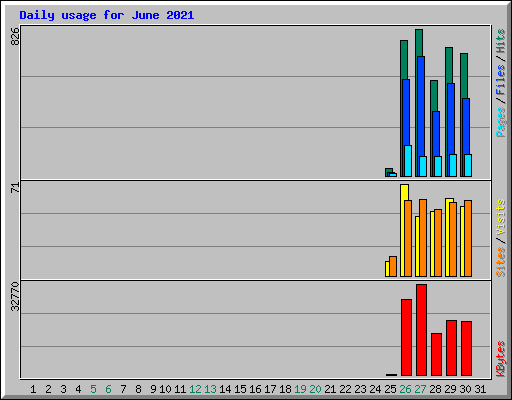 Daily usage for June 2021
826
Pages / Files / Hits
71
Sites / Visits
32770
KBytes
1 2 3 4 5 6 7 8 9 10 11 12 13 14 15 16 17 18 19 20 21 22 23 24 25 26 27 28 29 30 31